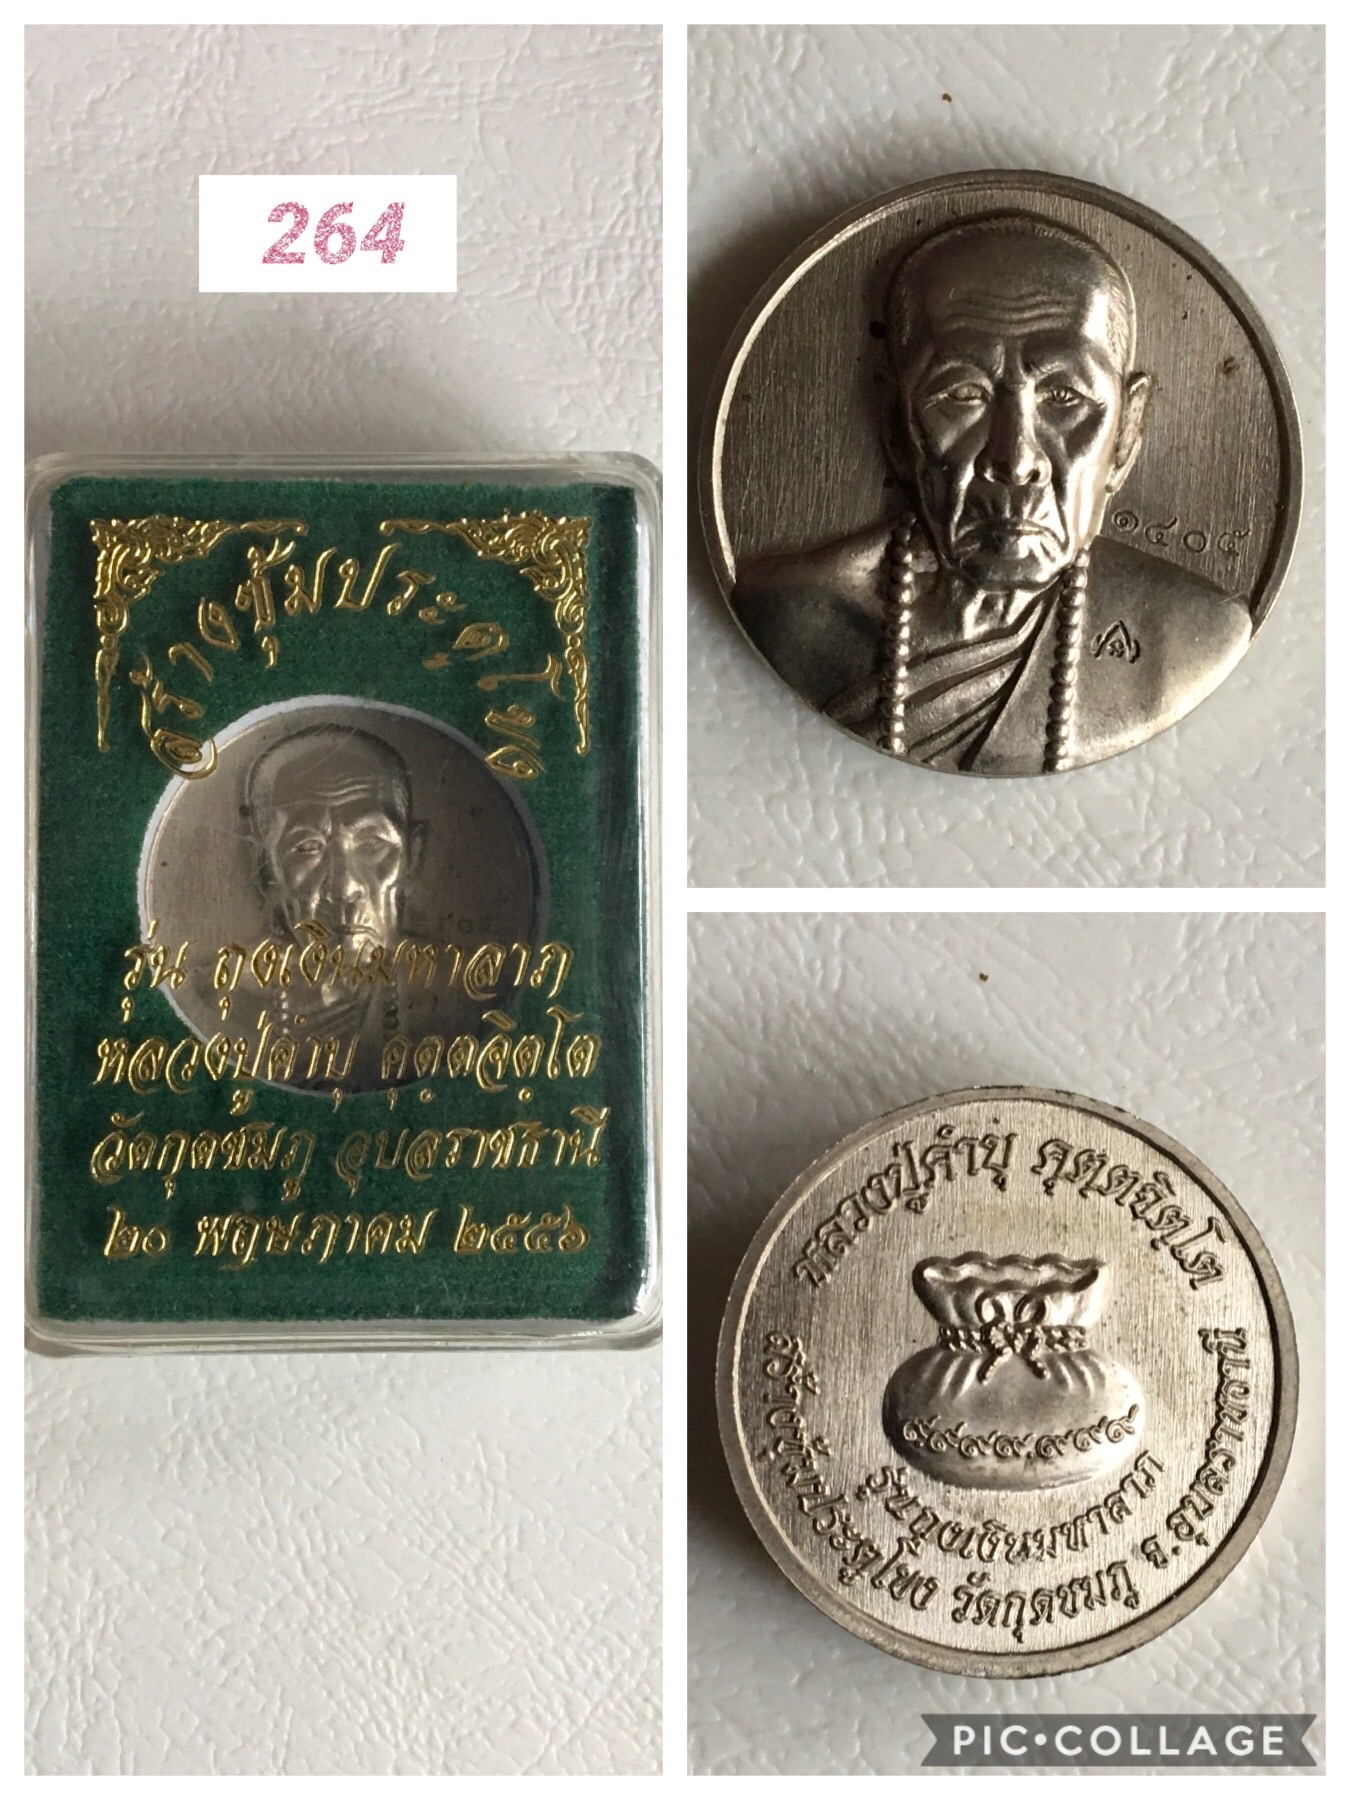 264
สร้างซุ้มประตูโขง
รุ่น ถุงเงินมหาลาภ
หลวงปู่คำบุ คุตฺตจิตฺโต
วัดกุดชมภู อุบลราชธานี
๒๐ พฤษภาคม ๒๕๕๖
๑๔๐๕
หลวงปู่คำบุ คุตฺตจิตฺโต
๙,๙๙๙,๙๙๙
รุ่นถุงเงินมหาลาภ
สร้างซุ้มประตูโขง วัดกุดชมภู จ.อุบลราชธานี
PIC•COLLAGE